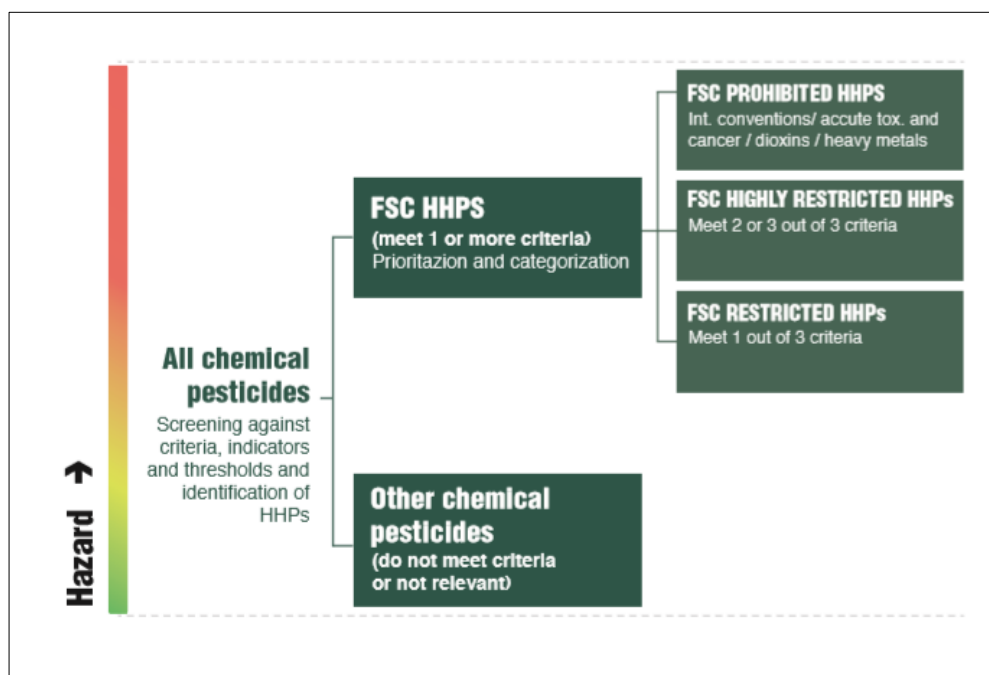 Hazard →
All chemical
pesticides
Screening against
criteria, indicators
and thresholds and
identification of
HHPs
FSC HHPS
(meet 1 or more criteria)
Prioritazion and categorization
Other chemical
pesticides
(do not meet criteria
or not relevant)
FSC PROHIBITED HHPS
Int. conventions/ accute tox. and
cancer / dioxins / heavy metals
FSC HIGHLY RESTRICTED HHPs
Meet 2 or 3 out of 3 criteria
FSC RESTRICTED HHPs
Meet 1 out of 3 criteria